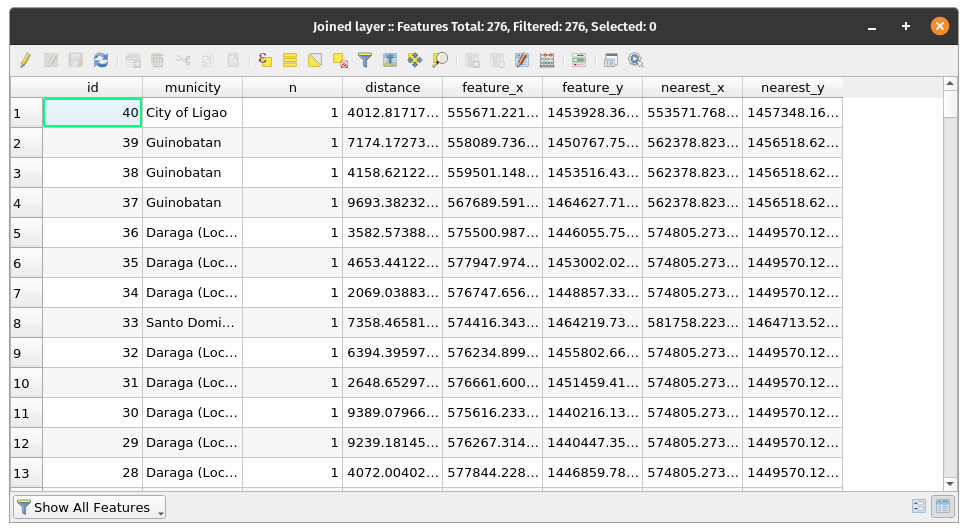 Joined layer :: Features Total: 276, Filtered: 276, Selected: 0
id municity n distance feature_x feature_y nearest_x nearest_y
1 40 City of Ligao 1 4012.81717... 555671.221... 1453928.36... 553571.768... 1457348.16...
2 39 Guinobatan 1 7174.17273... 558089.736... 1450767.75... 562378.823... 1456518.62...
3 38 Guinobatan 1 4158.62122... 559501.148... 1453516.43... 562378.823... 1456518.62...
4 37 Guinobatan 1 9693.38232... 567689.591... 1464627.71... 562378.823... 1456518.62...
5 36 Daraga (Loc... 1 3582.57388... 575500.987... 1446055.75... 574805.273... 1449570.12...
6 35 Daraga (Loc... 1 4653.44122... 577947.974... 1453002.02... 574805.273... 1449570.12...
7 34 Daraga (Loc... 1 2069.03883... 576747.656... 1448857.33... 574805.273... 1449570.12...
8 33 Santo Domi... 1 7358.46581... 574416.343... 1464219.73... 581758.223... 1464713.52...
9 32 Daraga (Loc... 1 6394.39597... 576234.899... 1455802.66... 574805.273... 1449570.12...
10 31 Daraga (Loc... 1 2648.65297... 576661.600... 1451459.41... 574805.273... 1449570.12...
11 30 Daraga (Loc... 1 9389.07966... 575616.233... 1440216.13... 574805.273... 1449570.12...
12 29 Daraga (Loc... 1 9239.18145... 576267.314... 1440447.35... 574805.273... 1449570.12...
13 28 Daraga (Loc... 1 4072.00402... 577844.228... 1446859.78... 574805.273... 1449570.12...
Show All Features